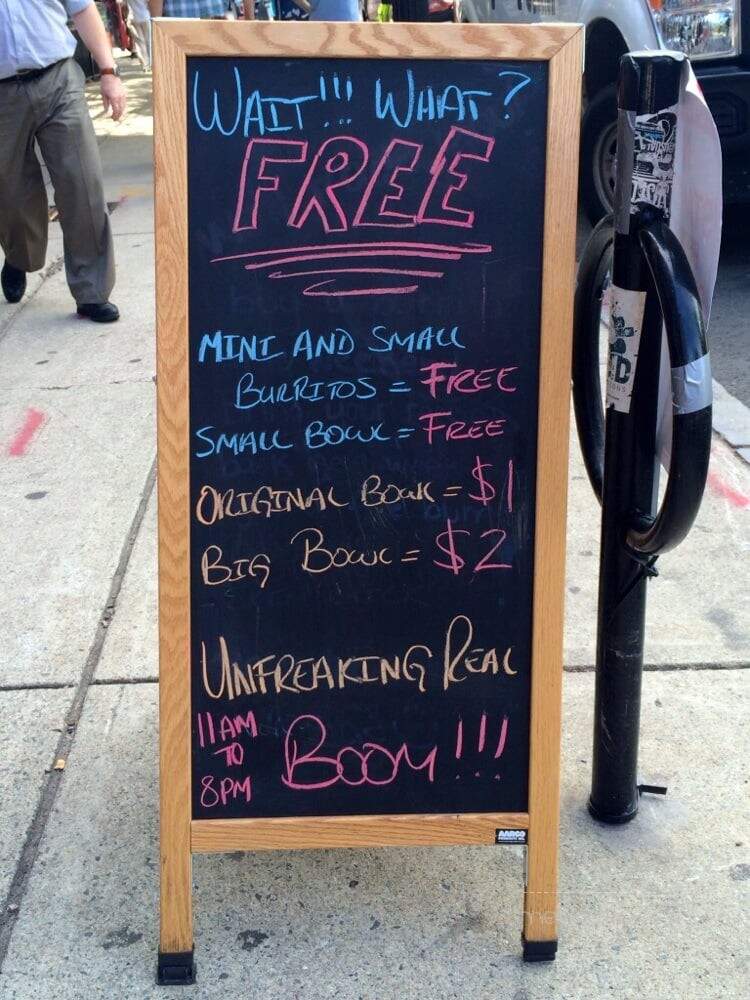 WAIT!!! WHAT?
FREE
MINI AND SMALL
BURRITOS = FREE
SMALL BOWL = FREE
ORIGINAL BOWL = $1
BIG BOWL = $2
UNFREAKING REAL
11AM
TO
8PM
BOOM!!!
AARCO